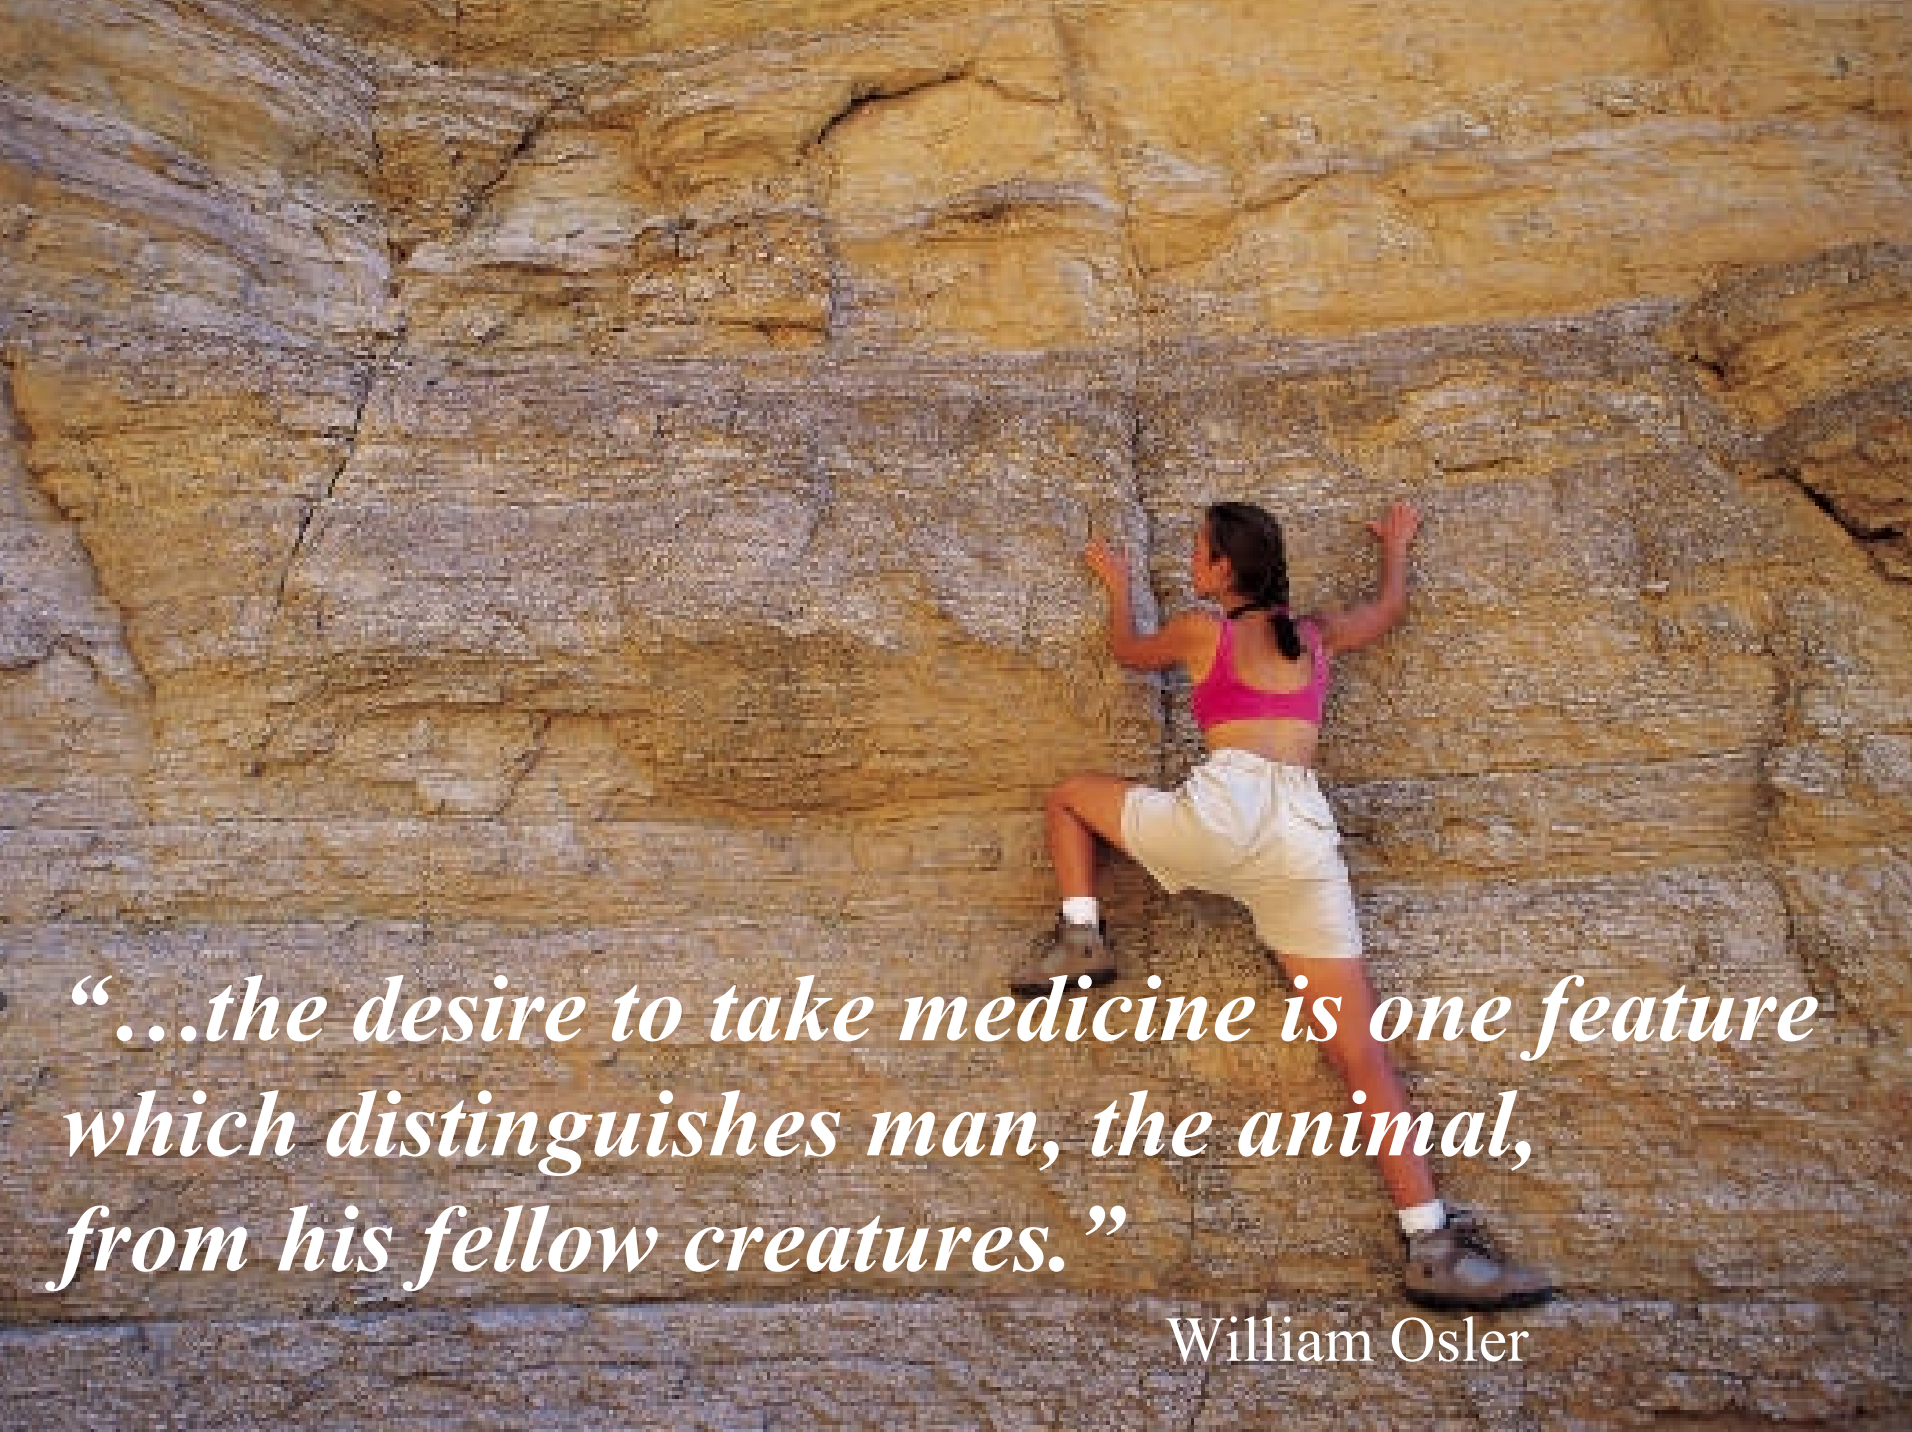 “…the desire to take medicine is one feature
which distinguishes man, the animal,
from his fellow creatures.”
William Osler